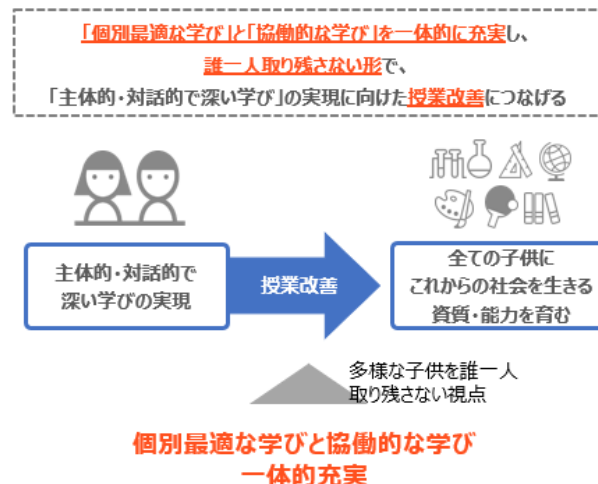 「個別最適な学び」と「協働的な学び」を一体的に充実し、
誰一人取り残さない形で、
「主体的・対話的で深い学び」の実現に向けた授業改善につなげる
主体的・対話的で
深い学びの実現
授業改善
全ての子供に
これからの社会を生きる
資質・能力を育む
多様な子供を誰一人
取り残さない視点
個別最適な学びと協働的な学び
一体的充実